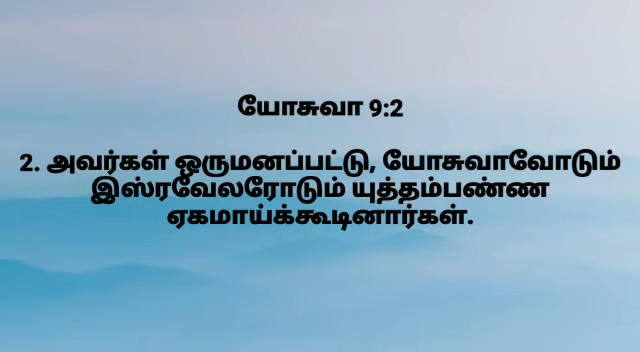 யோசுவா 9:2
2. அவர்கள் ஒருமனப்பட்டு, யோசுவாவோடும்
இஸ்ரவேலரோடும் யுத்தம்பண்ண
ஏகமாய்க்கூடினார்கள்.